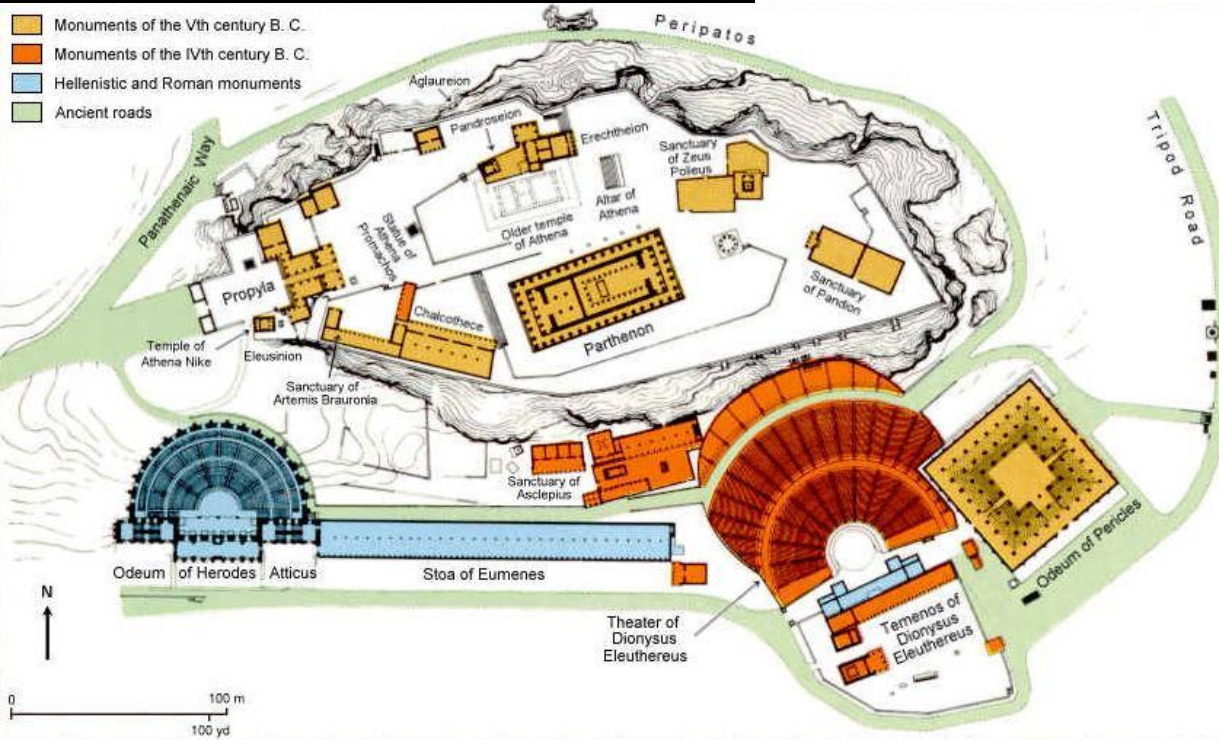 Monuments of the Vth century B. C.
Monuments of the IVth century B. C.
Hellenistic and Roman monuments
Ancient roads
Peripatos
Aglaureion
Pandroseion
Erechtheion
Panathenaic Way
Tripod Road
Sanctuary
of Zeus
Polieus
Altar of
Athena
Older temple
of Athena
Statue of
Athena
Promachos
Propyla
Chalcothece
Parthenon
Sanctuary
of Pandion
Temple of
Athena Nike
Eleusinion
Sanctuary of
Artemis Brauronia
Sanctuary of
Asclepius
Odeum of Herodes Atticus
Stoa of Eumenes
Odeum of Pericles
Theater of
Dionysus
Eleuthereus
Temenos of
Dionysus
Eleuthereus
N
0 100 m
100 yd